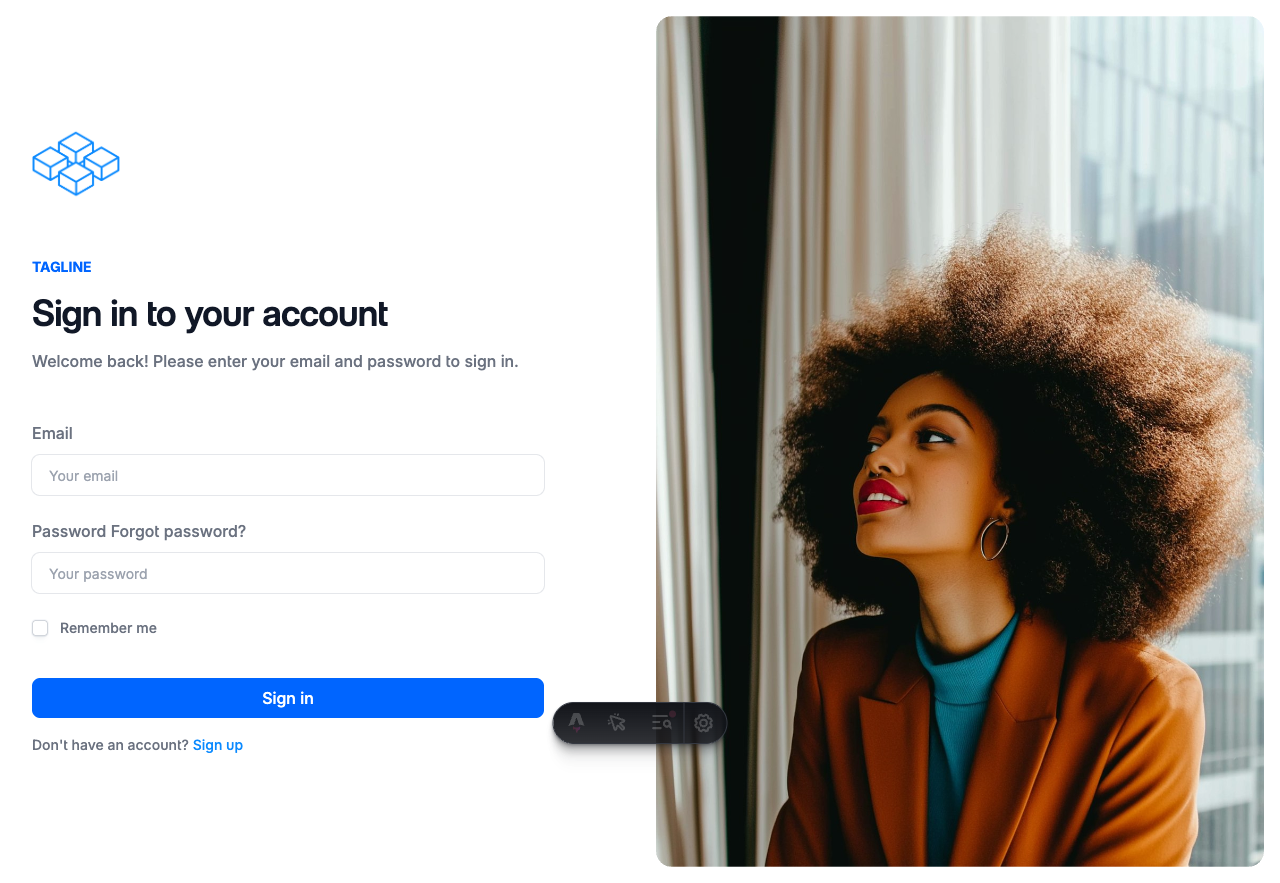 TAGLINE
Sign in to your account
Welcome back! Please enter your email and password to sign in.
Email
Your email
Password Forgot password?
Your password
Remember me
Sign in
Don't have an account? Sign up